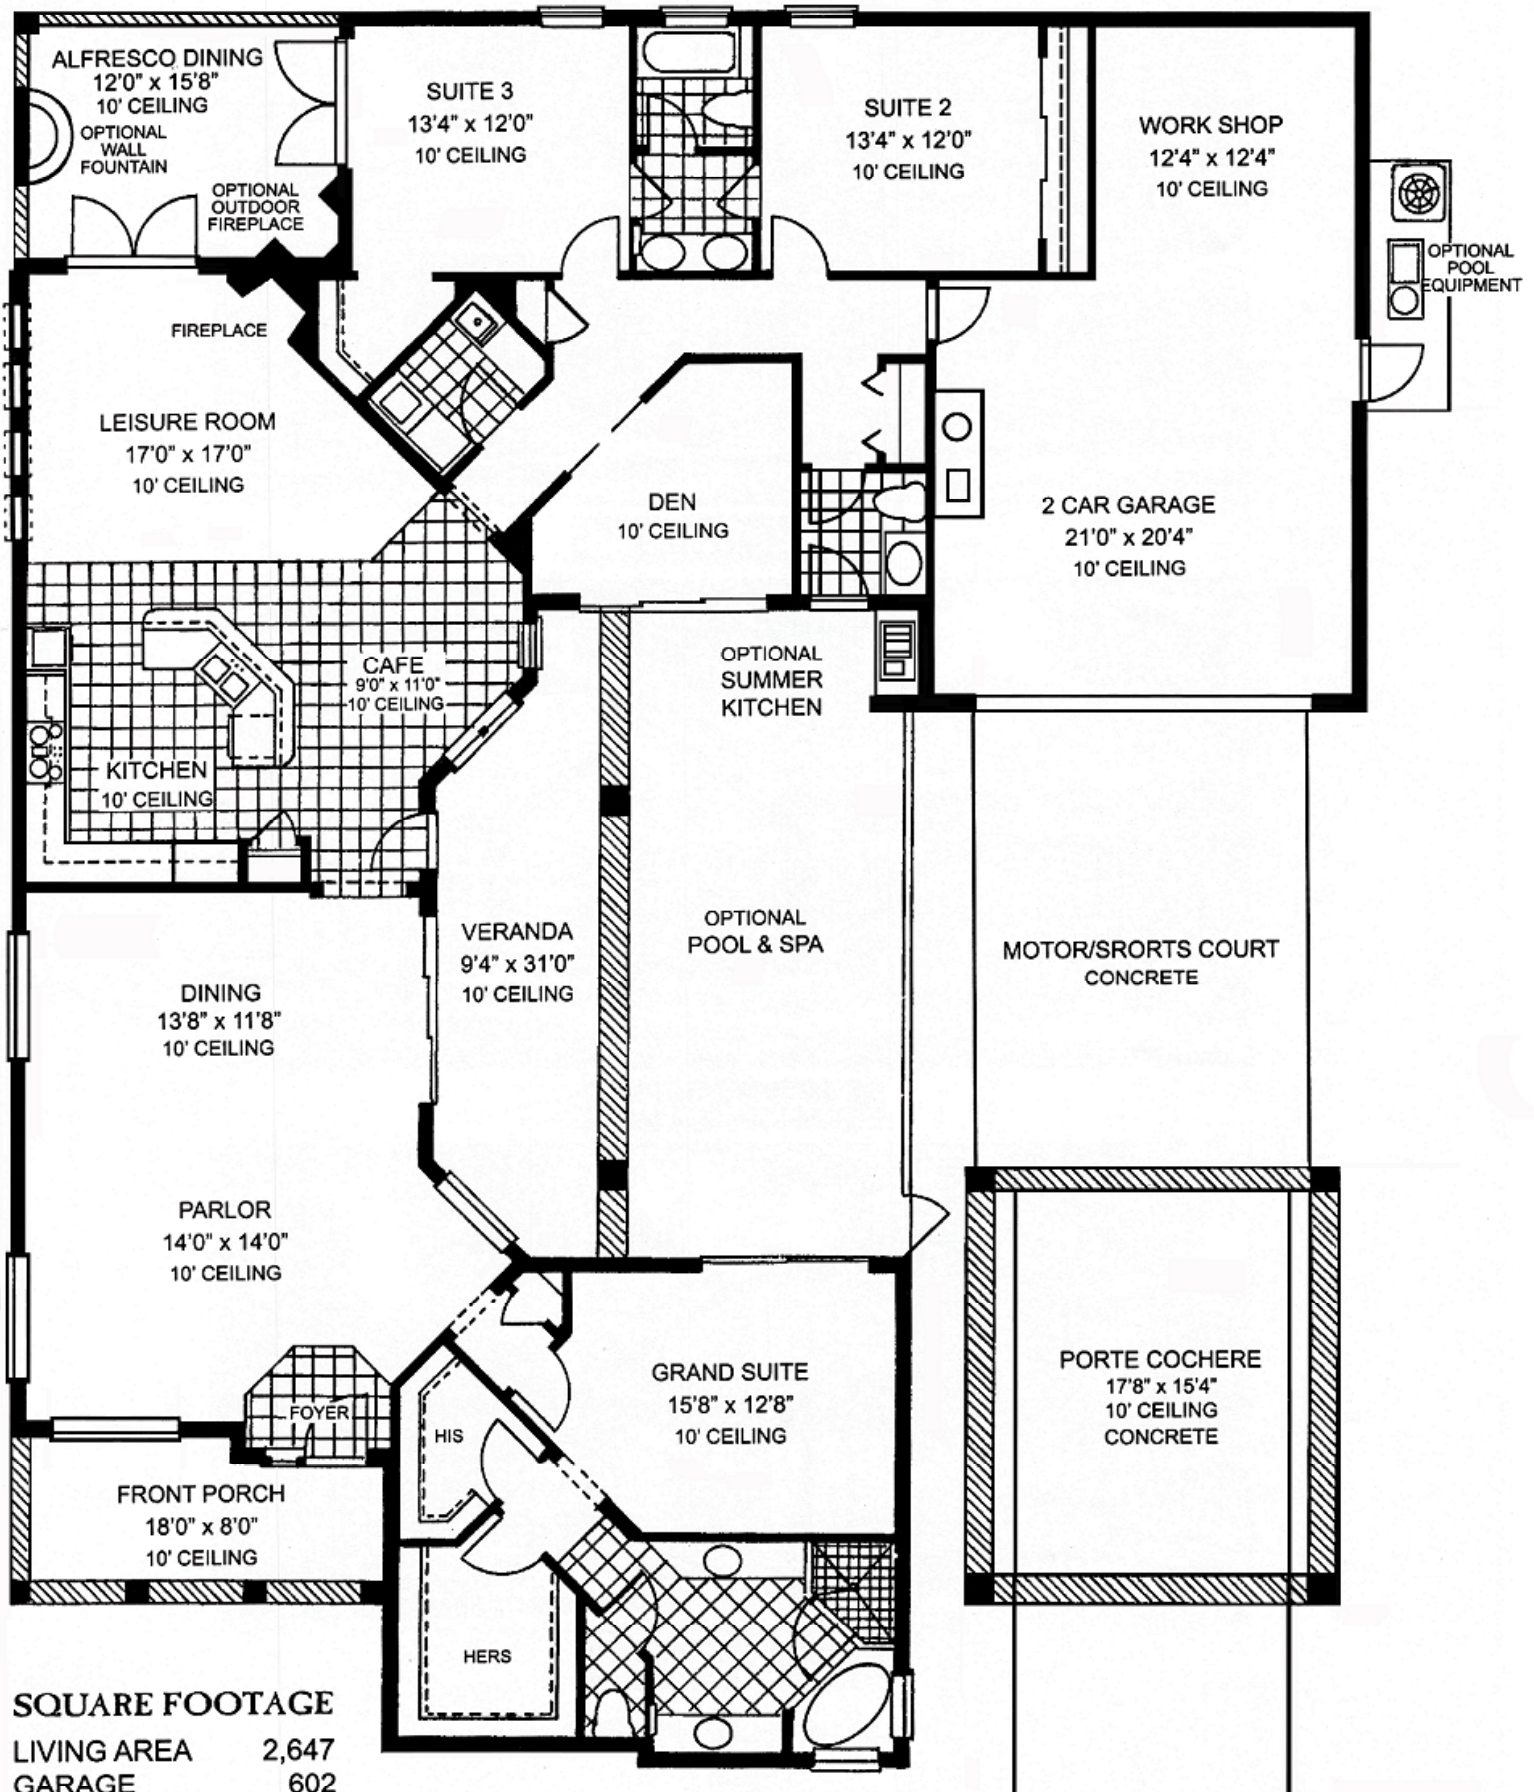 ALFRESCO DINING
12'0" x 15'8"
10' CEILING
OPTIONAL
WALL
FOUNTAIN
OPTIONAL
OUTDOOR
FIREPLACE
SUITE 3
13'4" x 12'0"
10' CEILING
SUITE 2
13'4" x 12'0"
10' CEILING
WORK SHOP
12'4" x 12'4"
10' CEILING
OPTIONAL
POOL
EQUIPMENT
FIREPLACE
LEISURE ROOM
17'0" x 17'0"
10' CEILING
DEN
10' CEILING
2 CAR GARAGE
21'0" x 20'4"
10' CEILING
CAFE
9'0" x 11'0"
10' CEILING
OPTIONAL
SUMMER
KITCHEN
KITCHEN
10' CEILING
VERANDA
9'4" x 31'0"
10' CEILING
OPTIONAL
POOL & SPA
MOTOR/SRORTS COURT
CONCRETE
DINING
13'8" x 11'8"
10' CEILING
PARLOR
14'0" x 14'0"
10' CEILING
FOYER
HIS
GRAND SUITE
15'8" x 12'8"
10' CEILING
PORTE COCHERE
17'8" x 15'4"
10' CEILING
CONCRETE
FRONT PORCH
18'0" x 8'0"
10' CEILING
HERS
SQUARE FOOTAGE
LIVING AREA 2,647
GARAGE 602